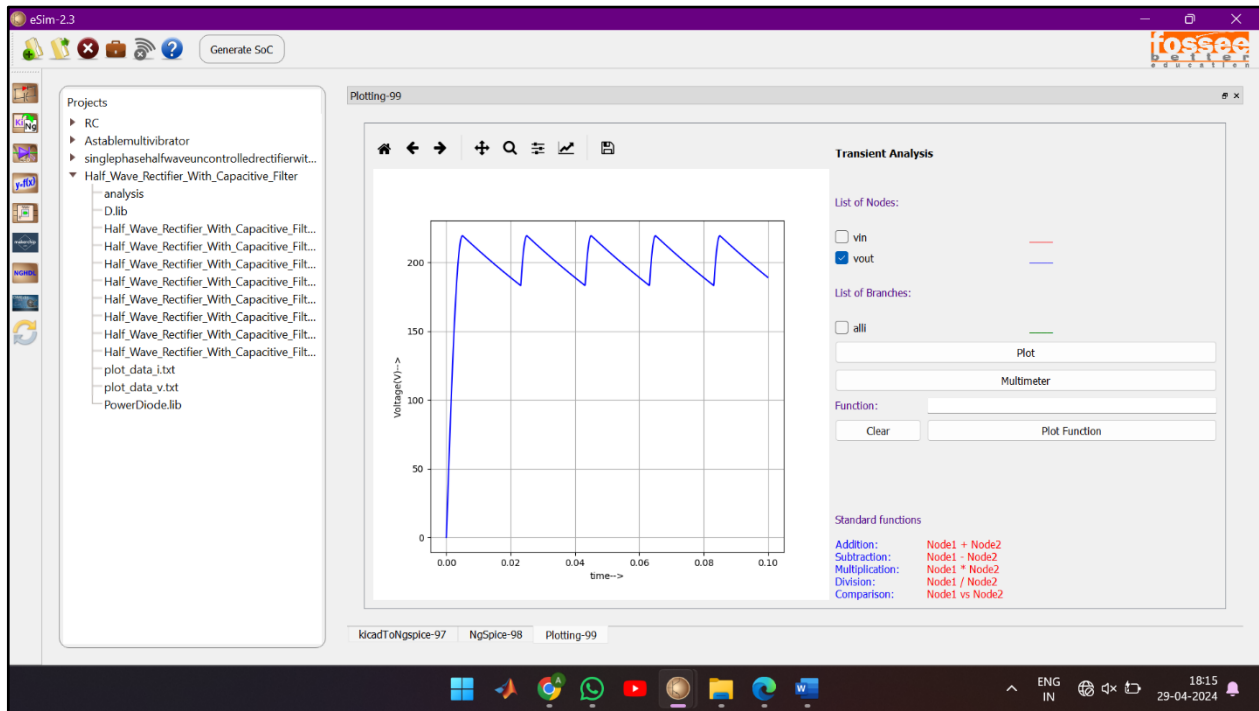 eSim-2.3
Generate SoC
fossee
better
education
Projects
RC
Astablemultivibrator
singlephasehalfwaveuncontrolledrectifierwit...
Half_Wave_Rectifier_With_Capacitive_Filter
analysis
D.lib
Half_Wave_Rectifier_With_Capacitive_Filt...
Half_Wave_Rectifier_With_Capacitive_Filt...
Half_Wave_Rectifier_With_Capacitive_Filt...
Half_Wave_Rectifier_With_Capacitive_Filt...
Half_Wave_Rectifier_With_Capacitive_Filt...
Half_Wave_Rectifier_With_Capacitive_Filt...
Half_Wave_Rectifier_With_Capacitive_Filt...
Half_Wave_Rectifier_With_Capacitive_Filt...
plot_data_i.txt
plot_data_v.txt
PowerDiode.lib
Ki Ng
y=f(x)
NGHDL
Plotting-99
200
150
100
50
0
Voltage(V)-->
0.00 0.02 0.04 0.06 0.08 0.10
time-->
Transient Analysis
List of Nodes:
vin
vout
List of Branches:
alli
Plot
Multimeter
Function:
Clear
Plot Function
Standard functions
Addition: Node1 + Node2
Subtraction: Node1 - Node2
Multiplication: Node1 * Node2
Division: Node1 / Node2
Comparison: Node1 vs Node2
kicadToNgspice-97 NgSpice-98 Plotting-99
ENG
IN
18:15
29-04-2024